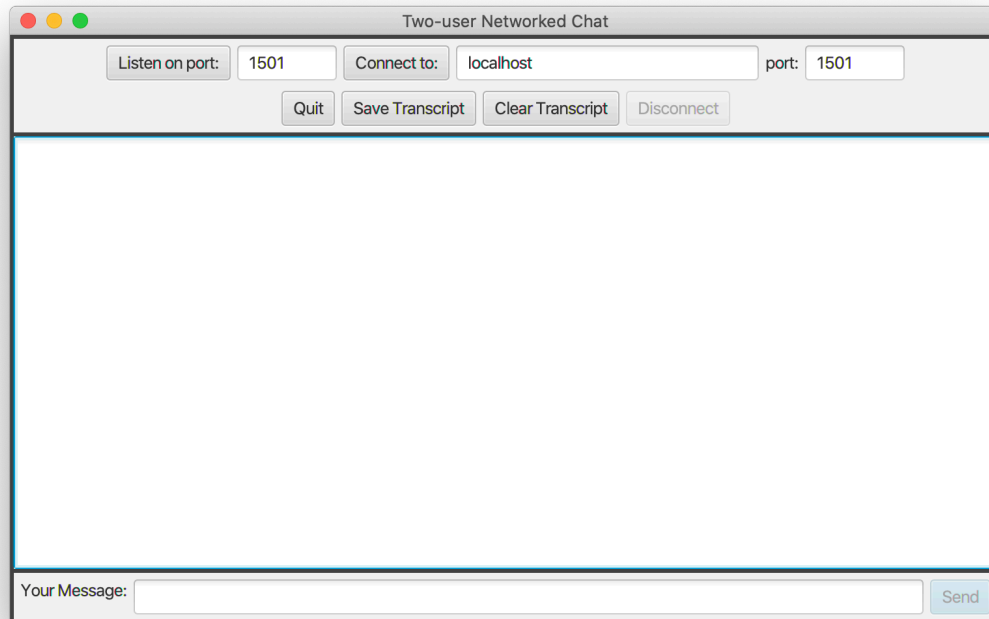 Two-user Networked Chat
Listen on port: 1501 Connect to: localhost port: 1501
Quit Save Transcript Clear Transcript Disconnect
Your Message: Send